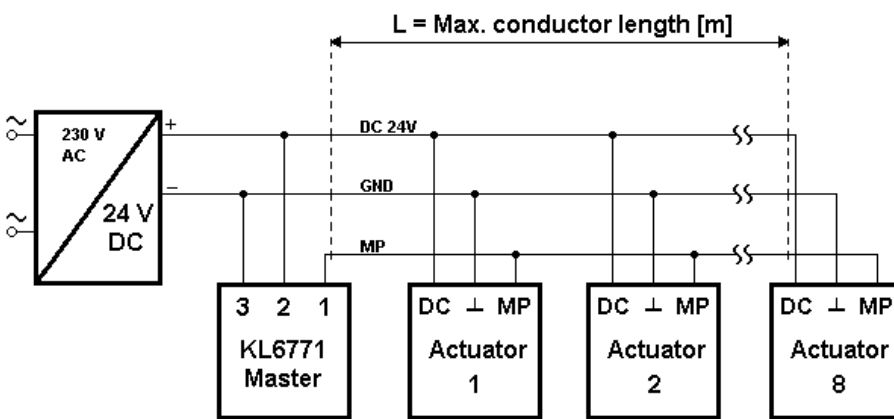 L = Max. conductor length [m]
230 V
AC
24 V
DC
+
−
~
~
DC 24V
GND
MP
3 2 1
KL6771
Master
DC ⊥ MP
Actuator
1
DC ⊥ MP
Actuator
2
DC ⊥ MP
Actuator
8